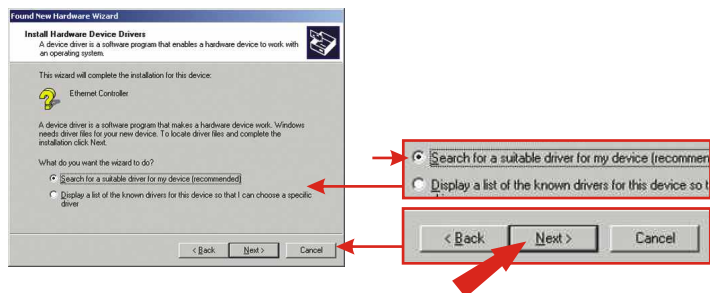 Found New Hardware Wizard
Install Hardware Device Drivers
A device driver is a software program that enables a hardware device to work with
an operating system.
This wizard will complete the installation for this device:
Ethernet Controller
A device driver is a software program that makes a hardware device work. Windows
needs driver files for your new device. To locate driver files and complete the
installation click Next.
What do you want the wizard to do?
Search for a suitable driver for my device (recommended)
Display a list of the known drivers for this device so that I can choose a specific
driver
< Back Next > Cancel
Search for a suitable driver for my device (recommen
Display a list of the known drivers for this device so t
< Back Next > Cancel